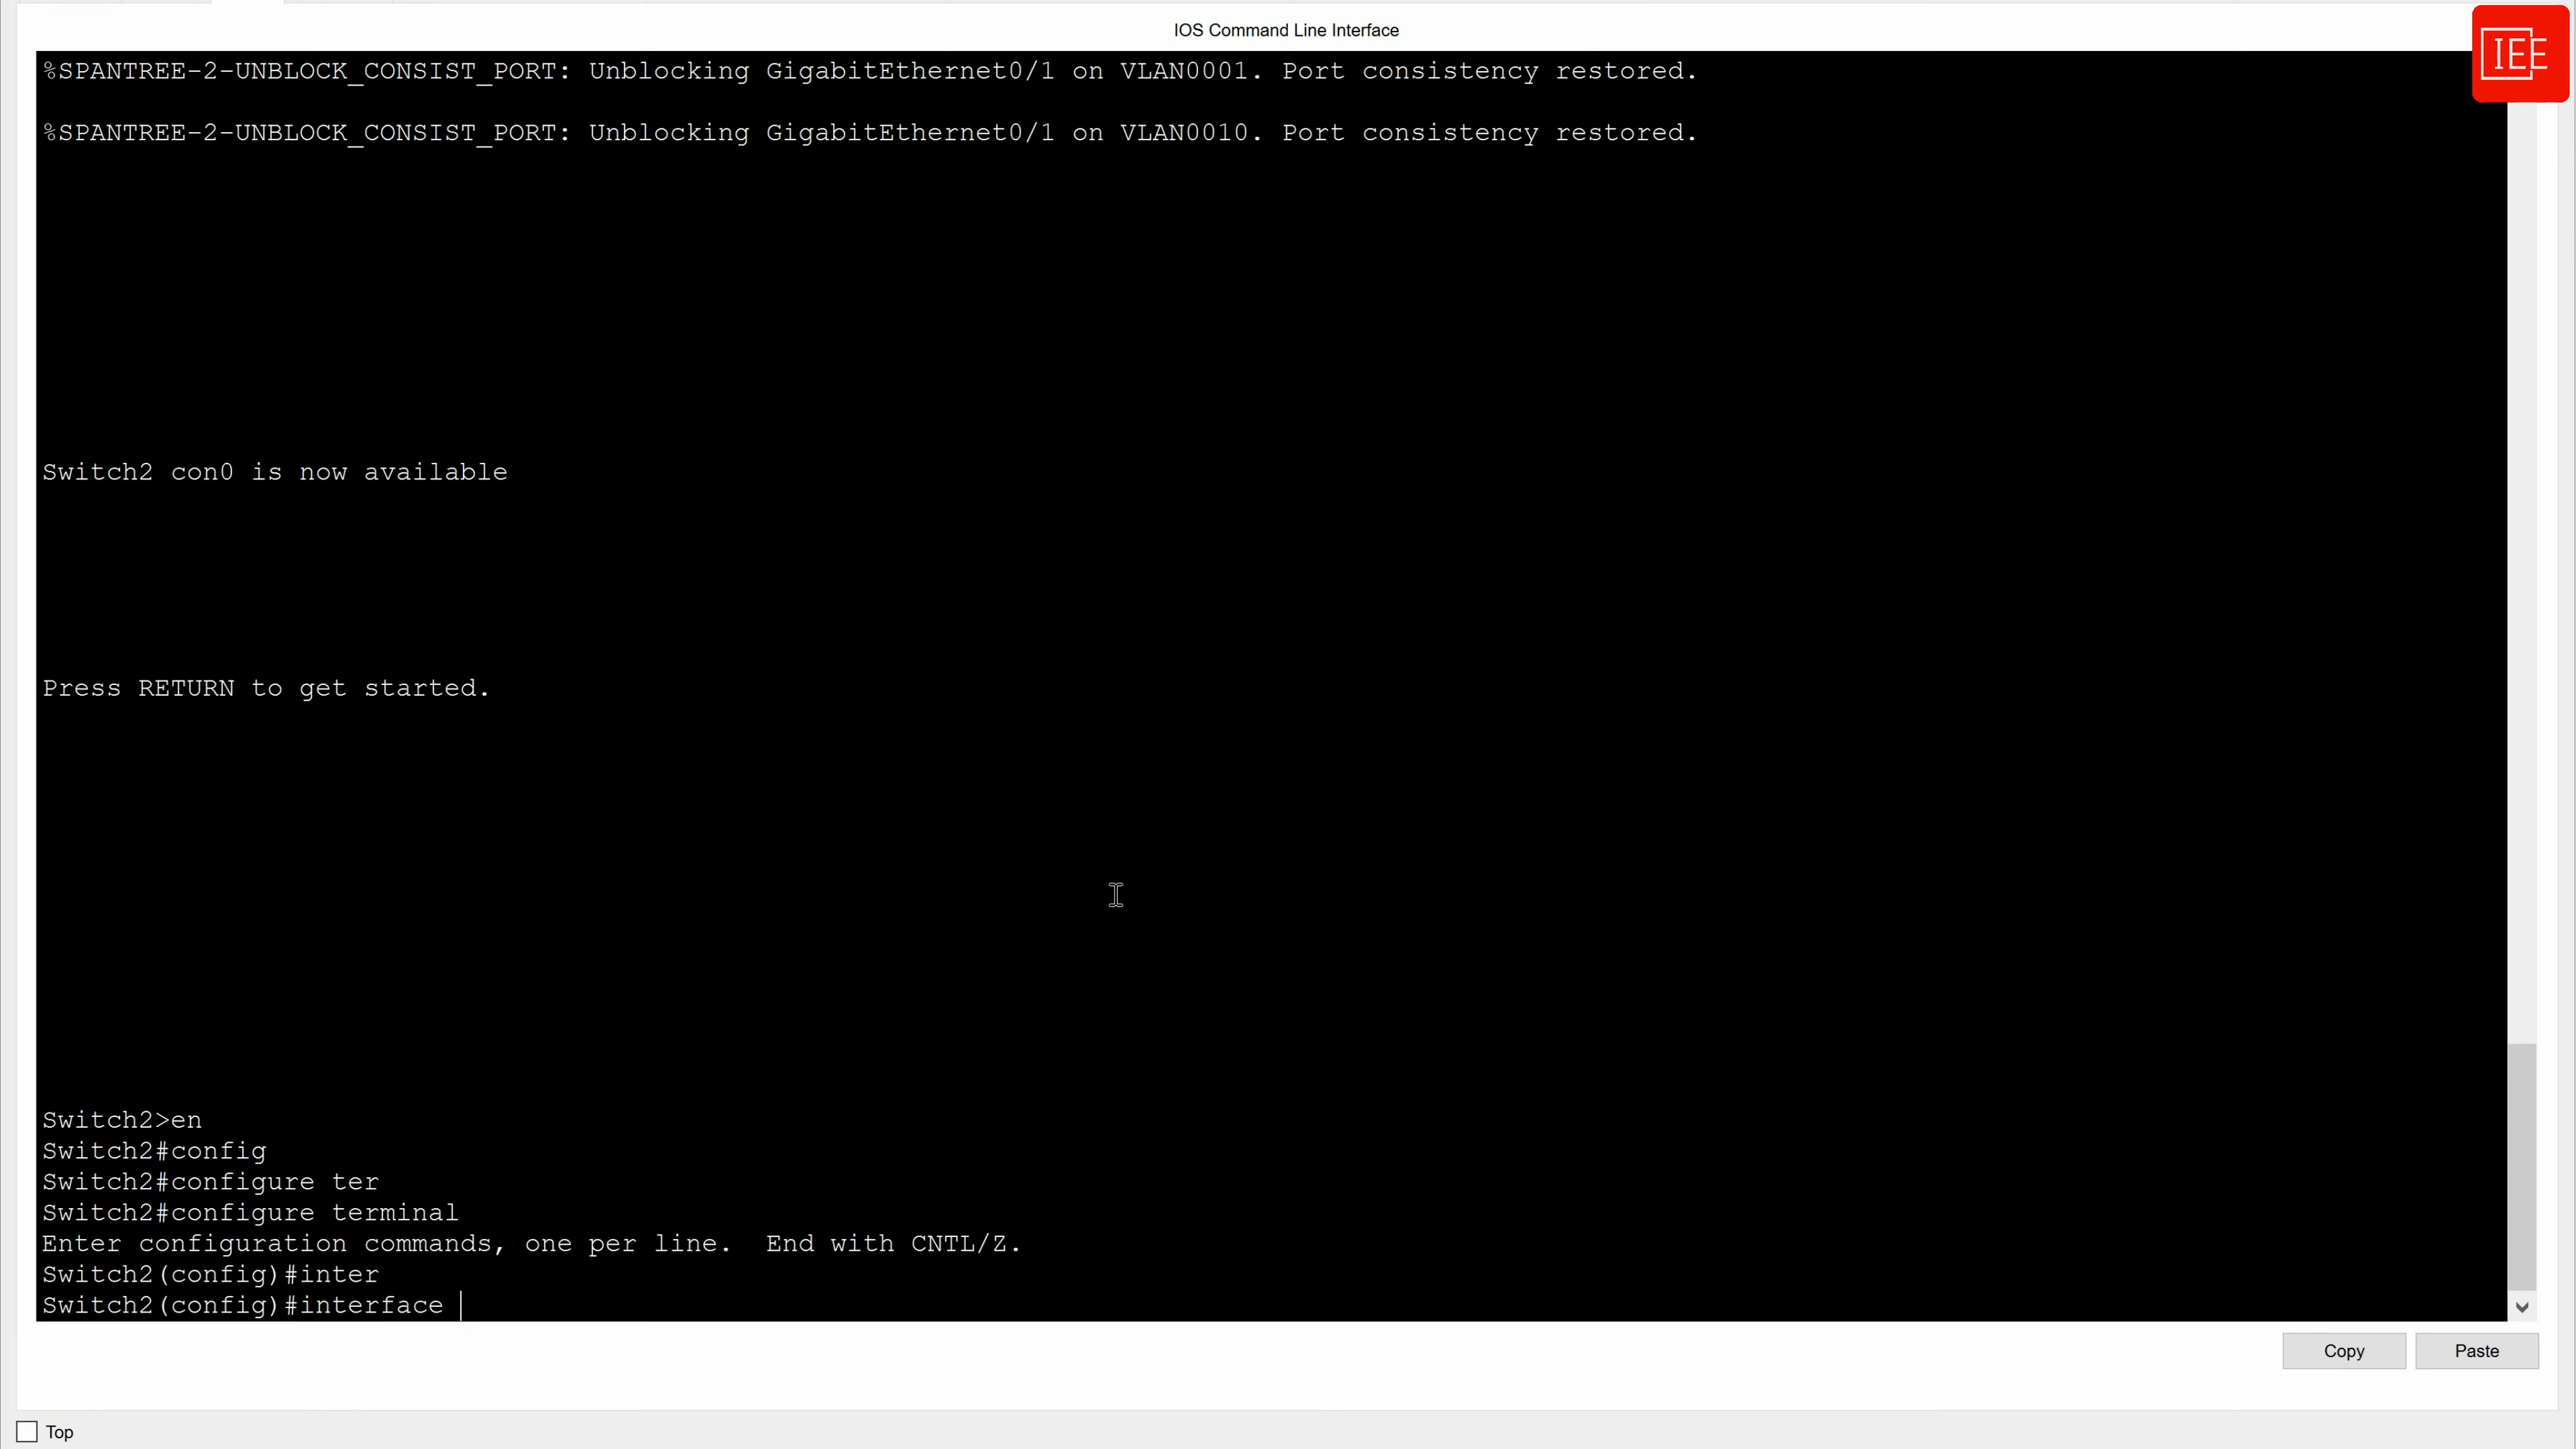 IOS Command Line Interface
IEE
%SPANTREE-2-UNBLOCK_CONSIST_PORT: Unblocking GigabitEthernet0/1 on VLAN0001. Port consistency restored.
%SPANTREE-2-UNBLOCK_CONSIST_PORT: Unblocking GigabitEthernet0/1 on VLAN0010. Port consistency restored.
Switch2 con0 is now available
Press RETURN to get started.
Switch2>en
Switch2#config
Switch2#configure ter
Switch2#configure terminal
Enter configuration commands, one per line.  End with CNTL/Z.
Switch2(config)#inter
Switch2(config)#interface
Copy
Paste
Top